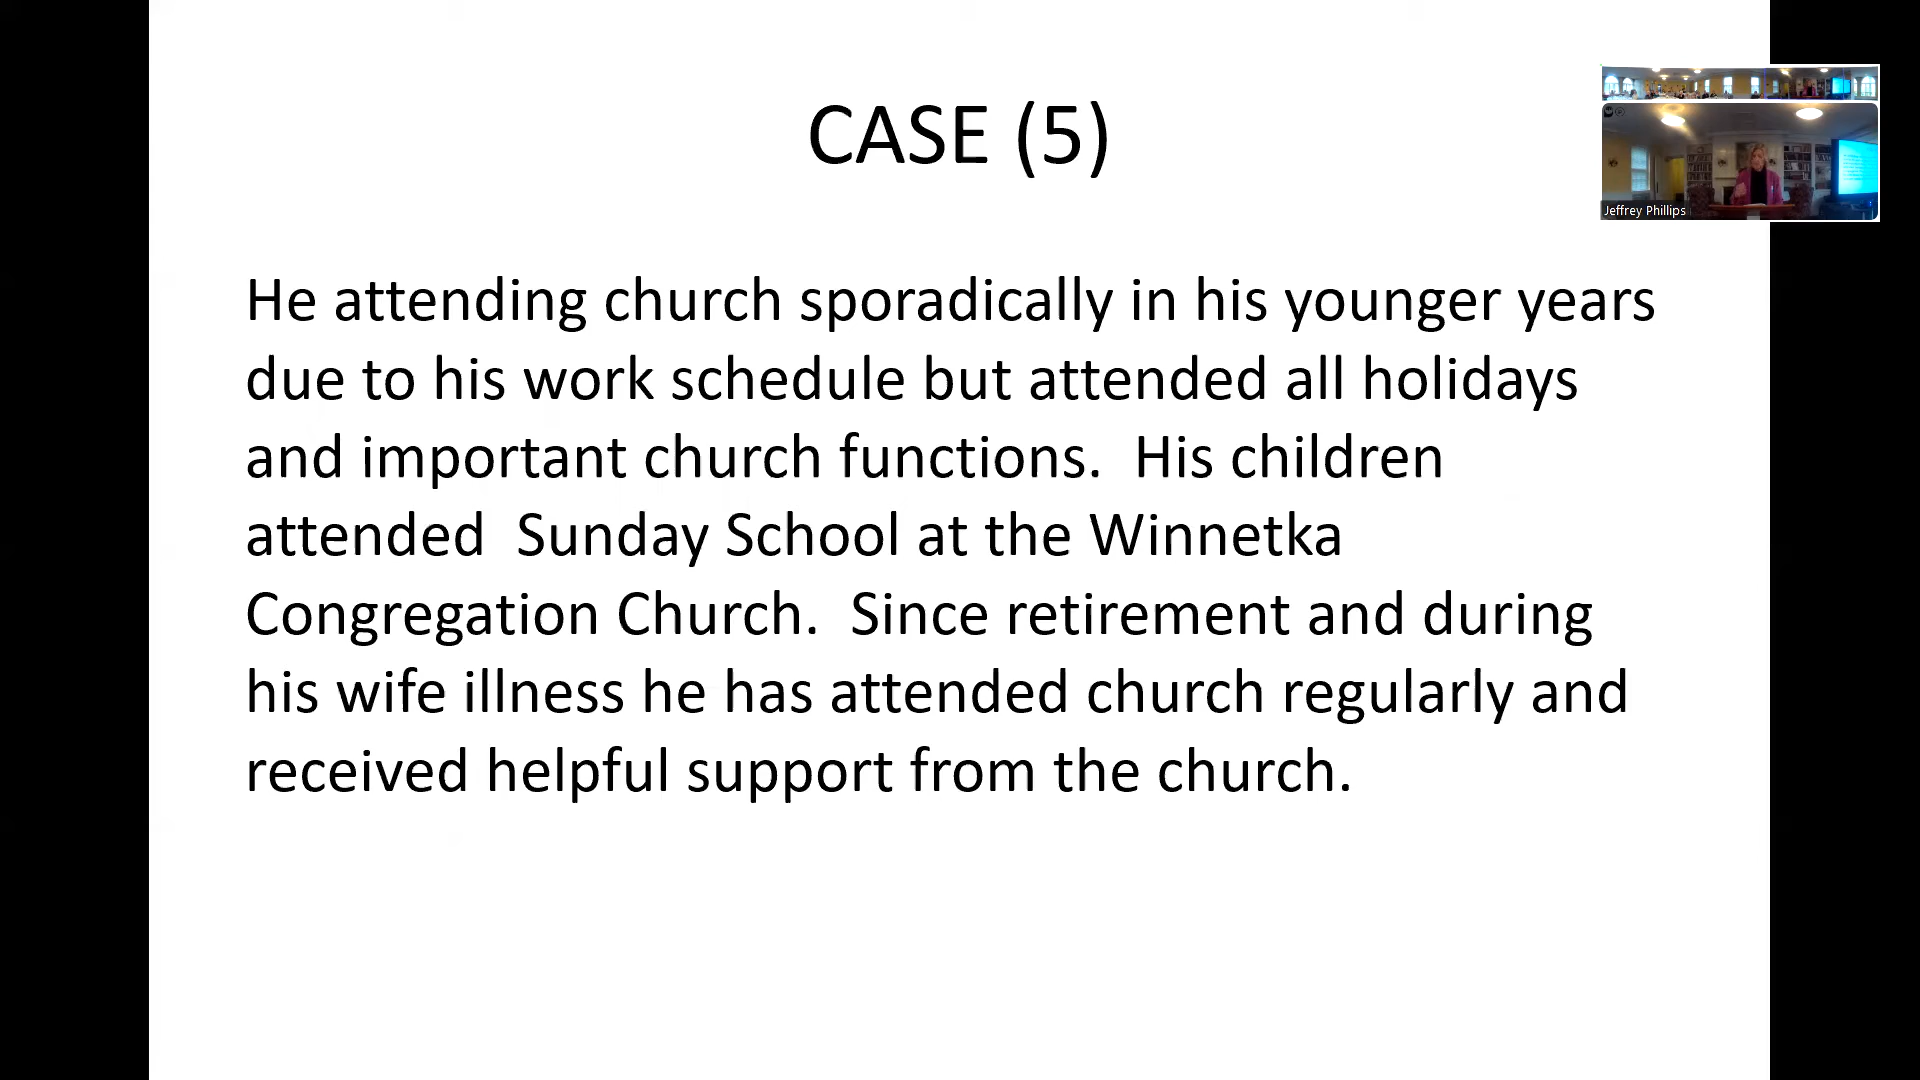 CASE (5)
Jeffrey Phillips
He attending church sporadically in his younger years
due to his work schedule but attended all holidays
and important church functions.  His children
attended  Sunday School at the Winnetka
Congregation Church.  Since retirement and during
his wife illness he has attended church regularly and
received helpful support from the church.